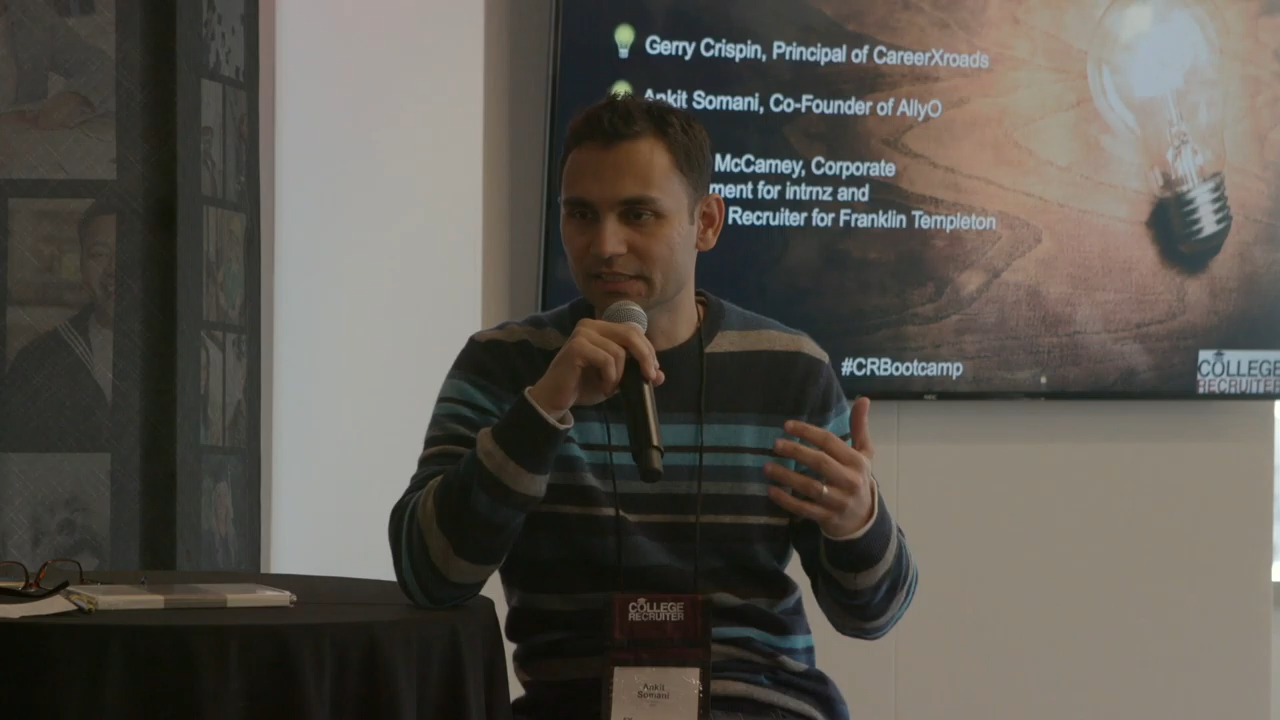 Gerry Crispin, Principal of CareerXroads
Ankit Somani, Co-Founder of AllyO
McCamey, Corporate
ment for intrnz and
Recruiter for Franklin Templeton
#CRBootcamp
COLLEGE
RECRUITER
NEC
COLLEGE
RECRUITER
Ankit
Somani